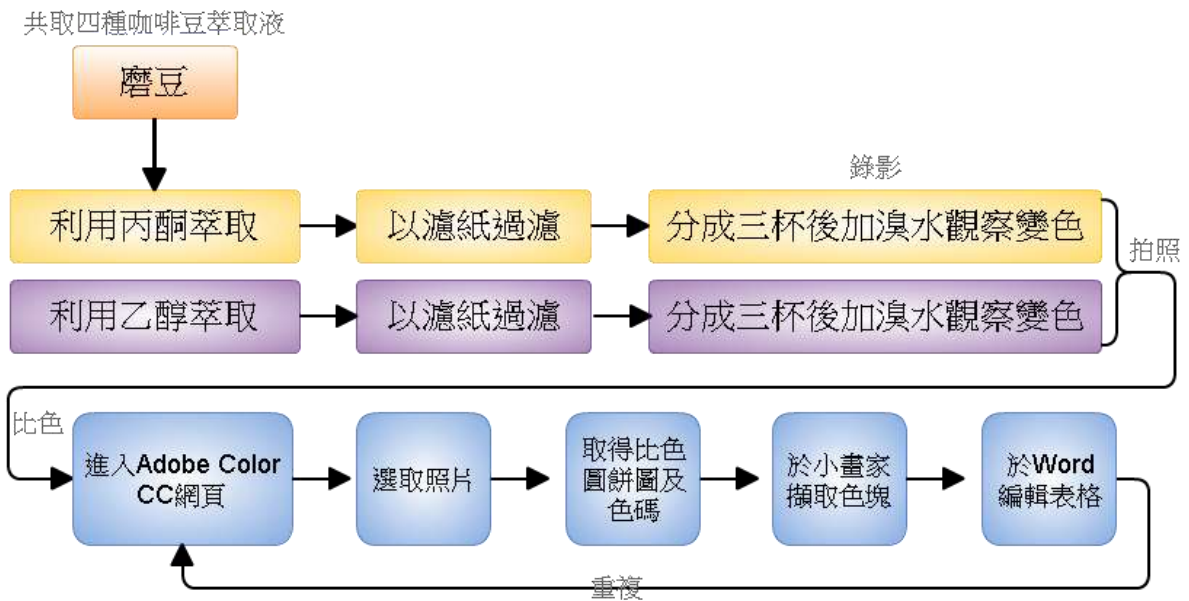 共取四種咖啡豆萃取液
磨豆
錄影
利用丙酮萃取
以濾紙過濾
分成三杯後加溴水觀察變色
拍照
利用乙醇萃取
以濾紙過濾
分成三杯後加溴水觀察變色
比色
進入Adobe Color
CC網頁
選取照片
取得比色
圓餅圖及
色碼
於小畫家
擷取色塊
於Word
編輯表格
重複